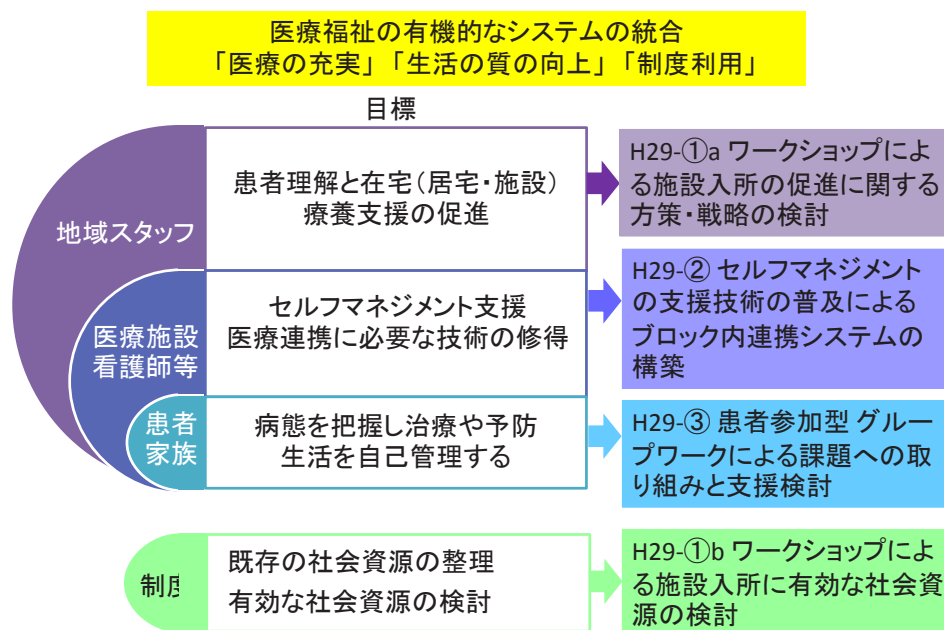 医療福祉の有機的なシステムの統合
「医療の充実」「生活の質の向上」「制度利用」
目標
地域スタッフ
患者理解と在宅(居宅・施設)
療養支援の促進
H29-①a ワークショップによ
る施設入所の促進に関する
方策・戦略の検討
医療施設
看護師等
セルフマネジメント支援
医療連携に必要な技術の修得
H29-② セルフマネジメント
の支援技術の普及による
ブロック内連携システムの
構築
患者
家族
病態を把握し治療や予防
生活を自己管理する
H29-③ 患者参加型 グルー
プワークによる課題への取
り組みと支援検討
制度
既存の社会資源の整理
有効な社会資源の検討
H29-①b ワークショップによ
る施設入所に有効な社会資
源の検討